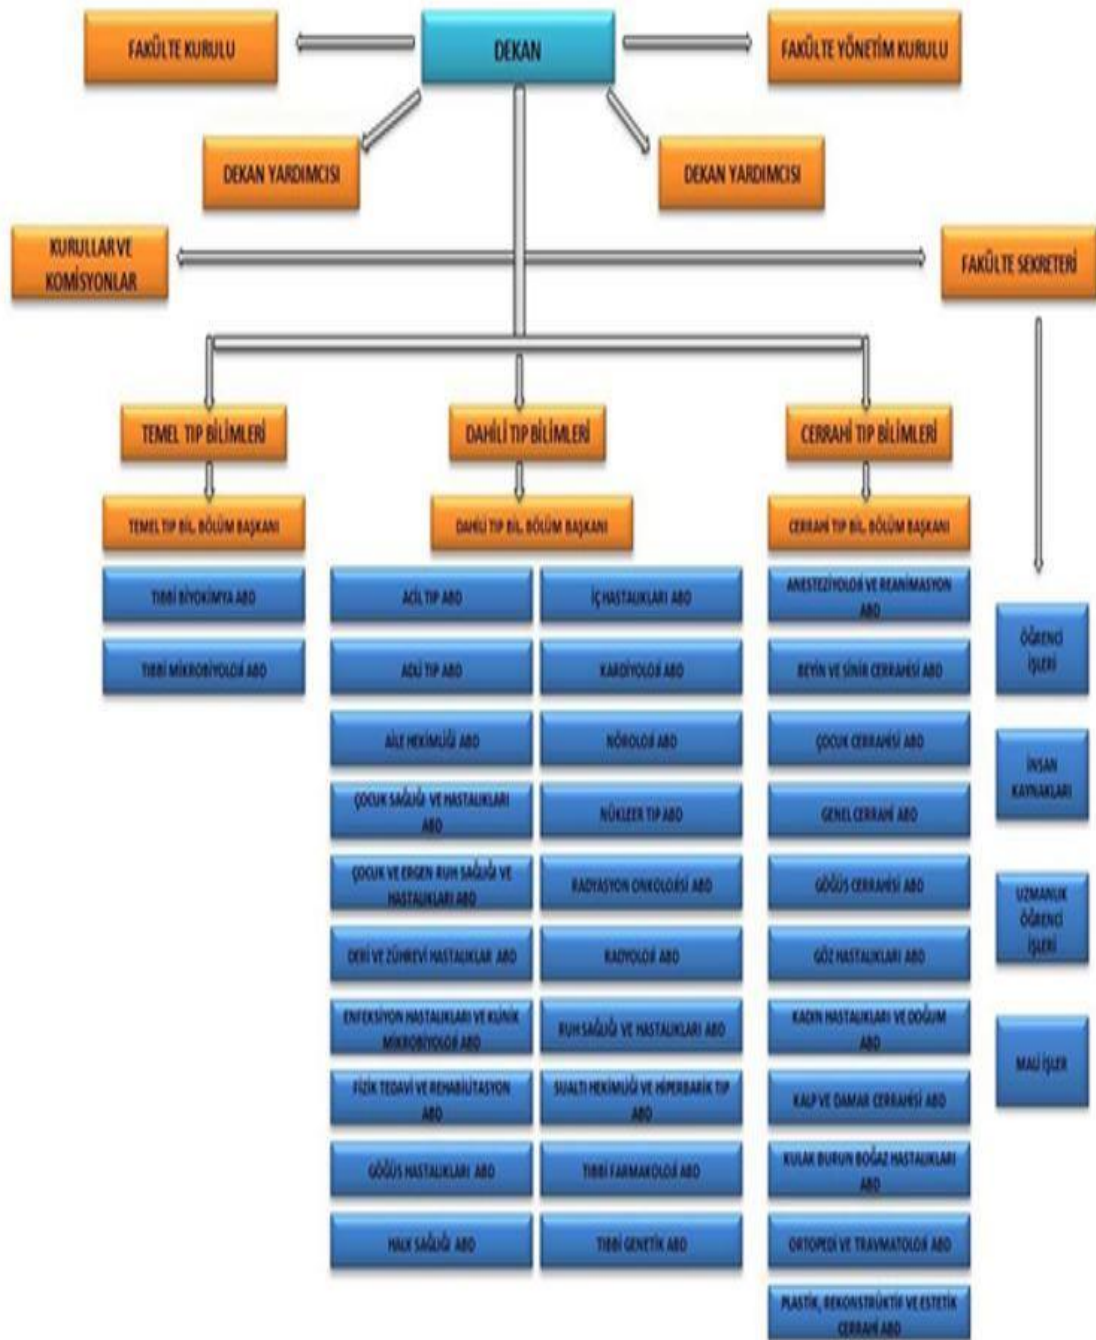 FAKÜLTE KURULU
DEKAN
FAKÜLTE YÖNETİM KURULU
DEKAN YARDIMCISI
DEKAN YARDIMCISI
KURULLAR VE
KOMİSYONLAR
FAKÜLTE SEKRETERİ
TEMEL TIP BİLİMLERİ
DAHİLİ TIP BİLİMLERİ
CERRAHİ TIP BİLİMLERİ
TEMEL TIP BİL. BÖLÜM BAŞKANI
DAHİLİ TIP BİL. BÖLÜM BAŞKANI
CERRAHİ TIP BİL. BÖLÜM BAŞKANI
TIBBİ BİYOKİMYA ABD
TIBBİ MİKROBİYOLOJİ ABD
ACİL TIP ABD
ADLİ TIP ABD
AİLE HEKİMLİĞİ ABD
ÇOCUK SAĞLIĞI VE HASTALIKLARI
ABD
ÇOCUK VE ERGEN RUH SAĞLIĞI VE
HASTALIKLARI ABD
DERİ VE ZÜHREVİ HASTALIKLAR ABD
ENFEKSİYON HASTALIKLARI VE KLİNİK
MİKROBİYOLOJİ ABD
FİZİK TEDAVİ VE REHABİLİTASYON
ABD
GÖĞÜS HASTALIKLARI ABD
HALK SAĞLIĞI ABD
İÇ HASTALIKLARI ABD
KARDİYOLOJİ ABD
NÖROLOJİ ABD
NÜKLEER TIP ABD
RADYASYON ONKOLOJİSİ ABD
RADYOLOJİ ABD
RUH SAĞLIĞI VE HASTALIKLARI ABD
SUALTI HEKİMLİĞİ VE HİPERBARİK TIP
ABD
TIBBİ FARMAKOLOJİ ABD
TIBBİ GENETİK ABD
ANESTEZİYOLOJİ VE REANİMASYON
ABD
BEYİN VE SİNİR CERRAHİSİ ABD
ÇOCUK CERRAHİSİ ABD
GENEL CERRAHİ ABD
GÖĞÜS CERRAHİSİ ABD
GÖZ HASTALIKLARI ABD
KADIN HASTALIKLARI VE DOĞUM
ABD
KALP VE DAMAR CERRAHİSİ ABD
KULAK BURUN BOĞAZ HASTALIKLARI
ABD
ORTOPEDİ VE TRAVMATOLOJİ ABD
PLASTİK, REKONSTRÜKTİF VE ESTETİK
CERRAHİ ABD
ÖĞRENCİ
İŞLERİ
İNSAN
KAYNAKLARI
UZMANLIK
ÖĞRENCİ
İŞLERİ
MALİ İŞLER